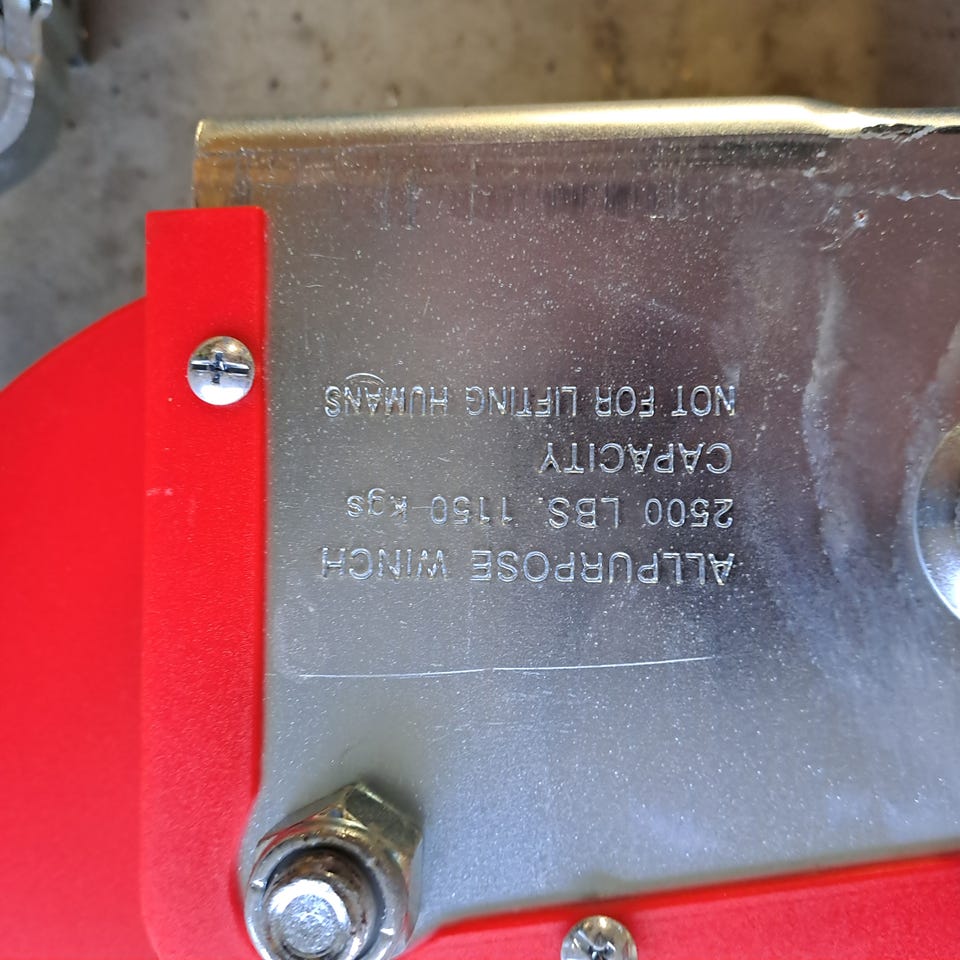 ALLPURPOSE WINCH
2500 LBS. 1150 kgs
CAPACITY
NOT FOR LIFTING HUMANS